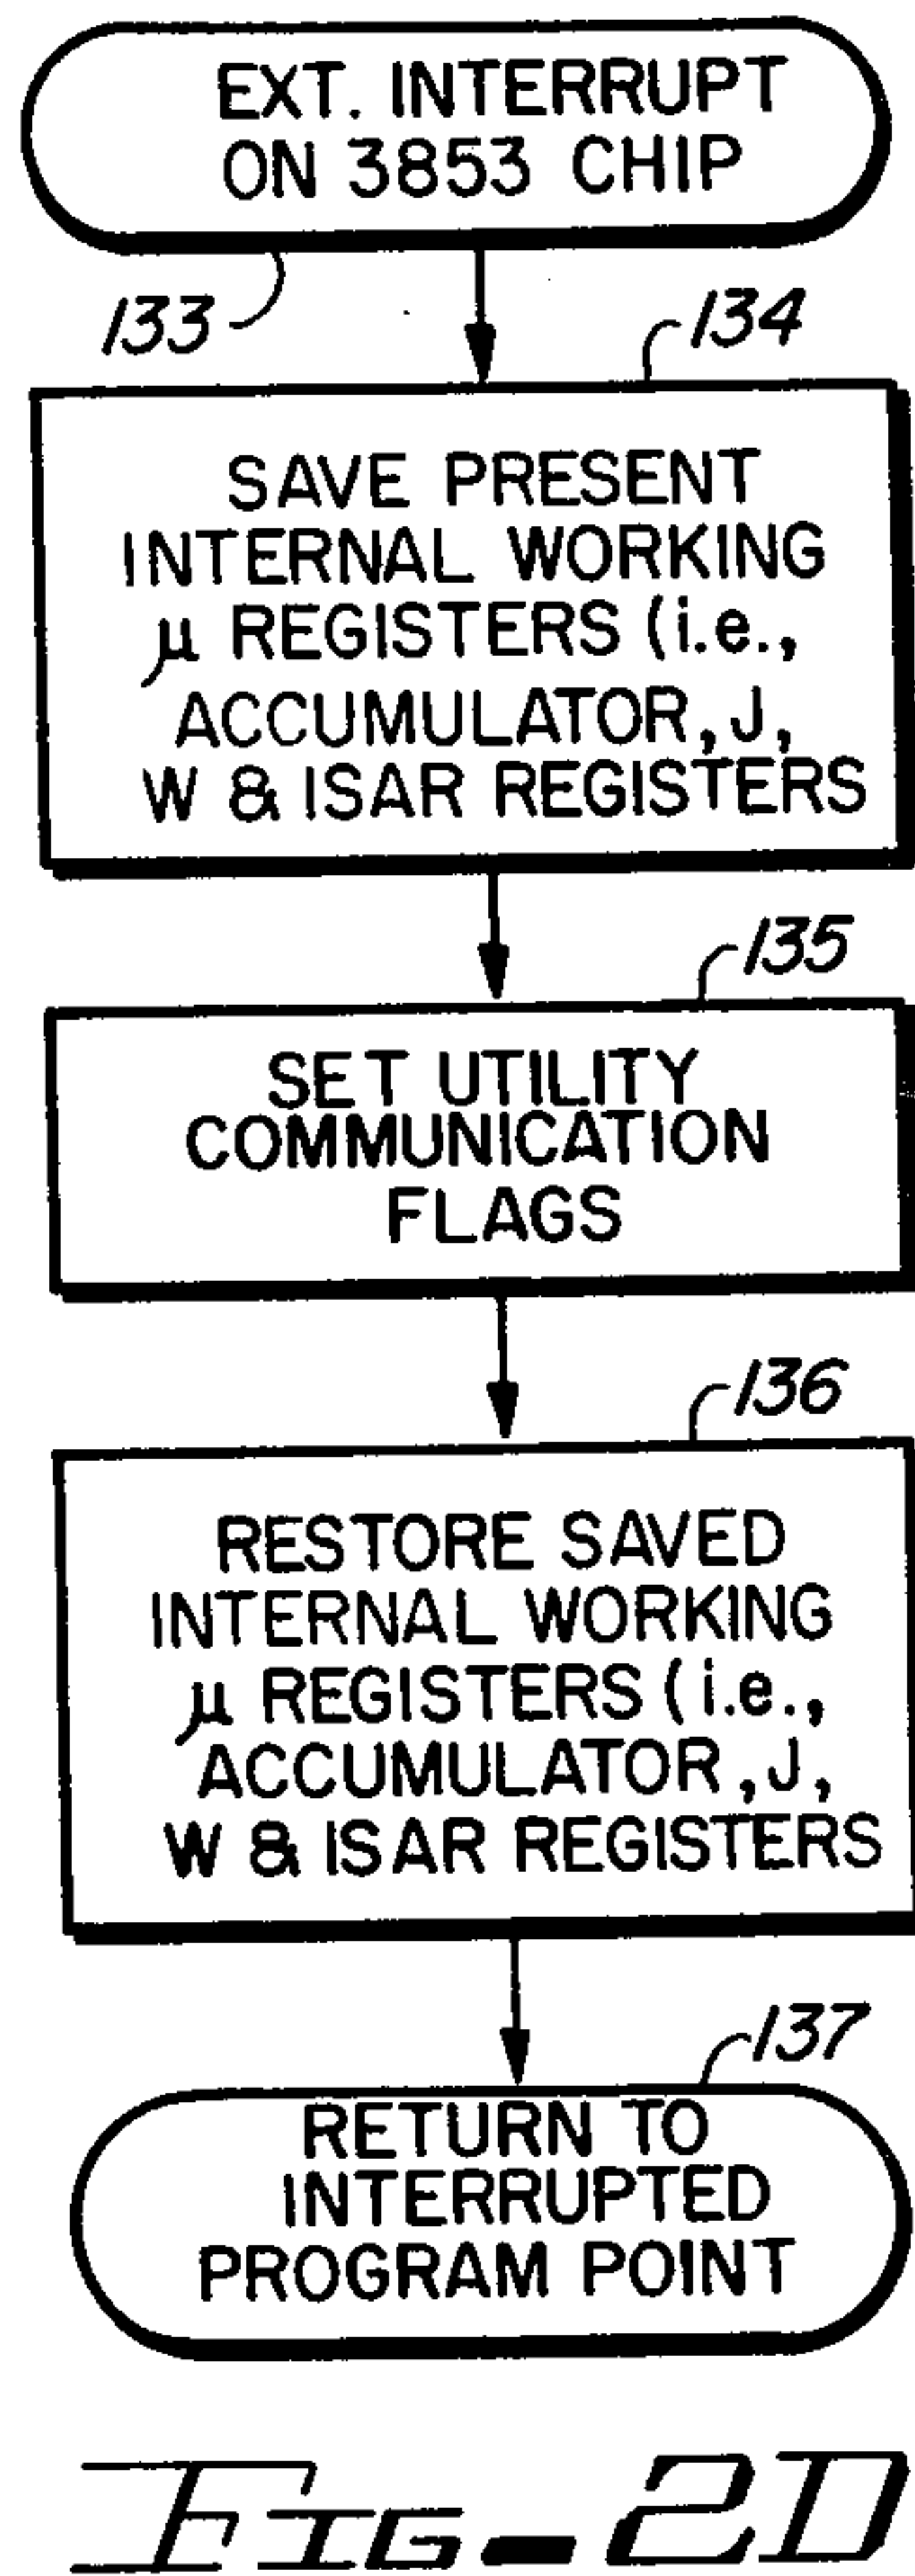 EXT. INTERRUPT
ON 3853 CHIP
133
134
SAVE PRESENT
INTERNAL WORKING
μ REGISTERS (i.e.,
ACCUMULATOR, J,
W & ISAR REGISTERS
135
SET UTILITY
COMMUNICATION
FLAGS
136
RESTORE SAVED
INTERNAL WORKING
μ REGISTERS (i.e.,
ACCUMULATOR, J,
W & ISAR REGISTERS
137
RETURN TO
INTERRUPTED
PROGRAM POINT
FIG-2D